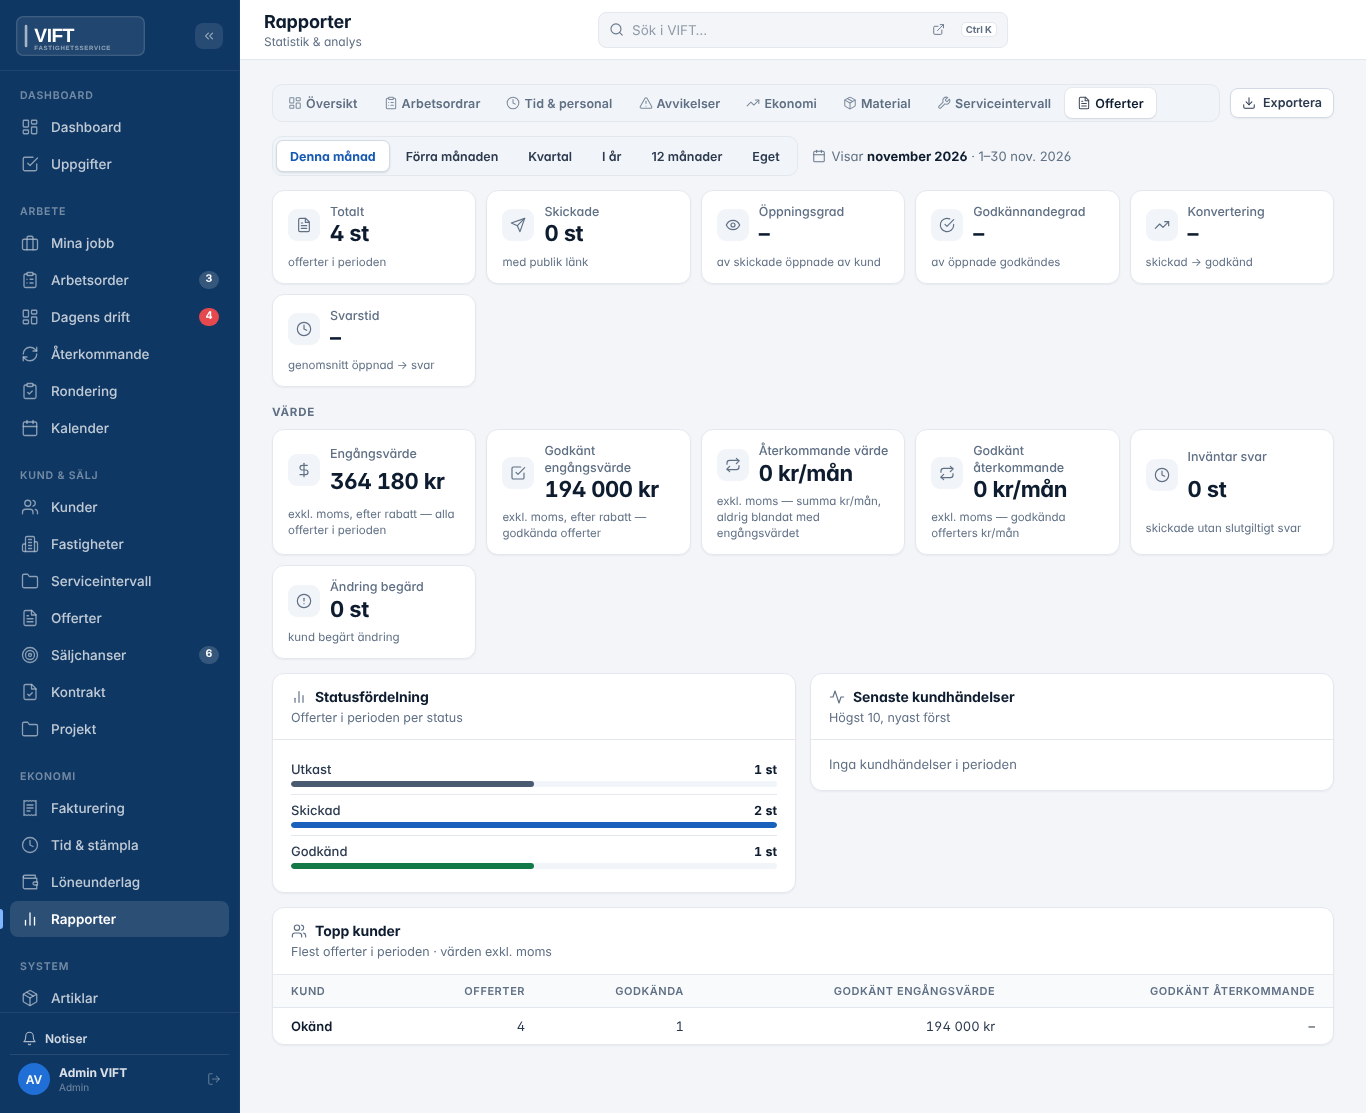 VIFT
FASTIGHETSSERVICE
DASHBOARD
Dashboard
Uppgifter
ARBETE
Mina jobb
Arbetsorder 3
Dagens drift 4
Återkommande
Rondering
Kalender
KUND & SÄLJ
Kunder
Fastigheter
Serviceintervall
Offerter
Säljchanser 6
Kontrakt
Projekt
EKONOMI
Fakturering
Tid & stämpla
Löneunderlag
Rapporter
SYSTEM
Artiklar
Notiser
AV Admin VIFT
Admin
Rapporter
Statistik & analys
Sök i VIFT... Ctrl K
Översikt Arbetsordrar Tid & personal Avvikelser Ekonomi Material Serviceintervall Offerter Exportera
Denna månad Förra månaden Kvartal I år 12 månader Eget Visar november 2026 · 1–30 nov. 2026
Totalt
4 st
offerter i perioden
Skickade
0 st
med publik länk
Öppningsgrad
–
av skickade öppnade av kund
Godkännandegrad
–
av öppnade godkändes
Konvertering
–
skickad → godkänd
Svarstid
–
genomsnitt öppnad → svar
VÄRDE
Engångsvärde
364 180 kr
exkl. moms, efter rabatt — alla
offerter i perioden
Godkänt
engångsvärde
194 000 kr
exkl. moms, efter rabatt —
godkända offerter
Återkommande värde
0 kr/mån
exkl. moms — summa kr/mån,
aldrig blandat med
engångsvärdet
Godkänt
återkommande
0 kr/mån
exkl. moms — godkända
offerters kr/mån
Inväntar svar
0 st
skickade utan slutgiltigt svar
Ändring begärd
0 st
kund begärt ändring
Statusfördelning
Offerter i perioden per status
Utkast 1 st
Skickad 2 st
Godkänd 1 st
Senaste kundhändelser
Högst 10, nyast först
Inga kundhändelser i perioden
Topp kunder
Flest offerter i perioden · värden exkl. moms
KUND OFFERTER GODKÄNDA GODKÄNT ENGÅNGSVÄRDE GODKÄNT ÅTERKOMMANDE
Okänd 4 1 194 000 kr –